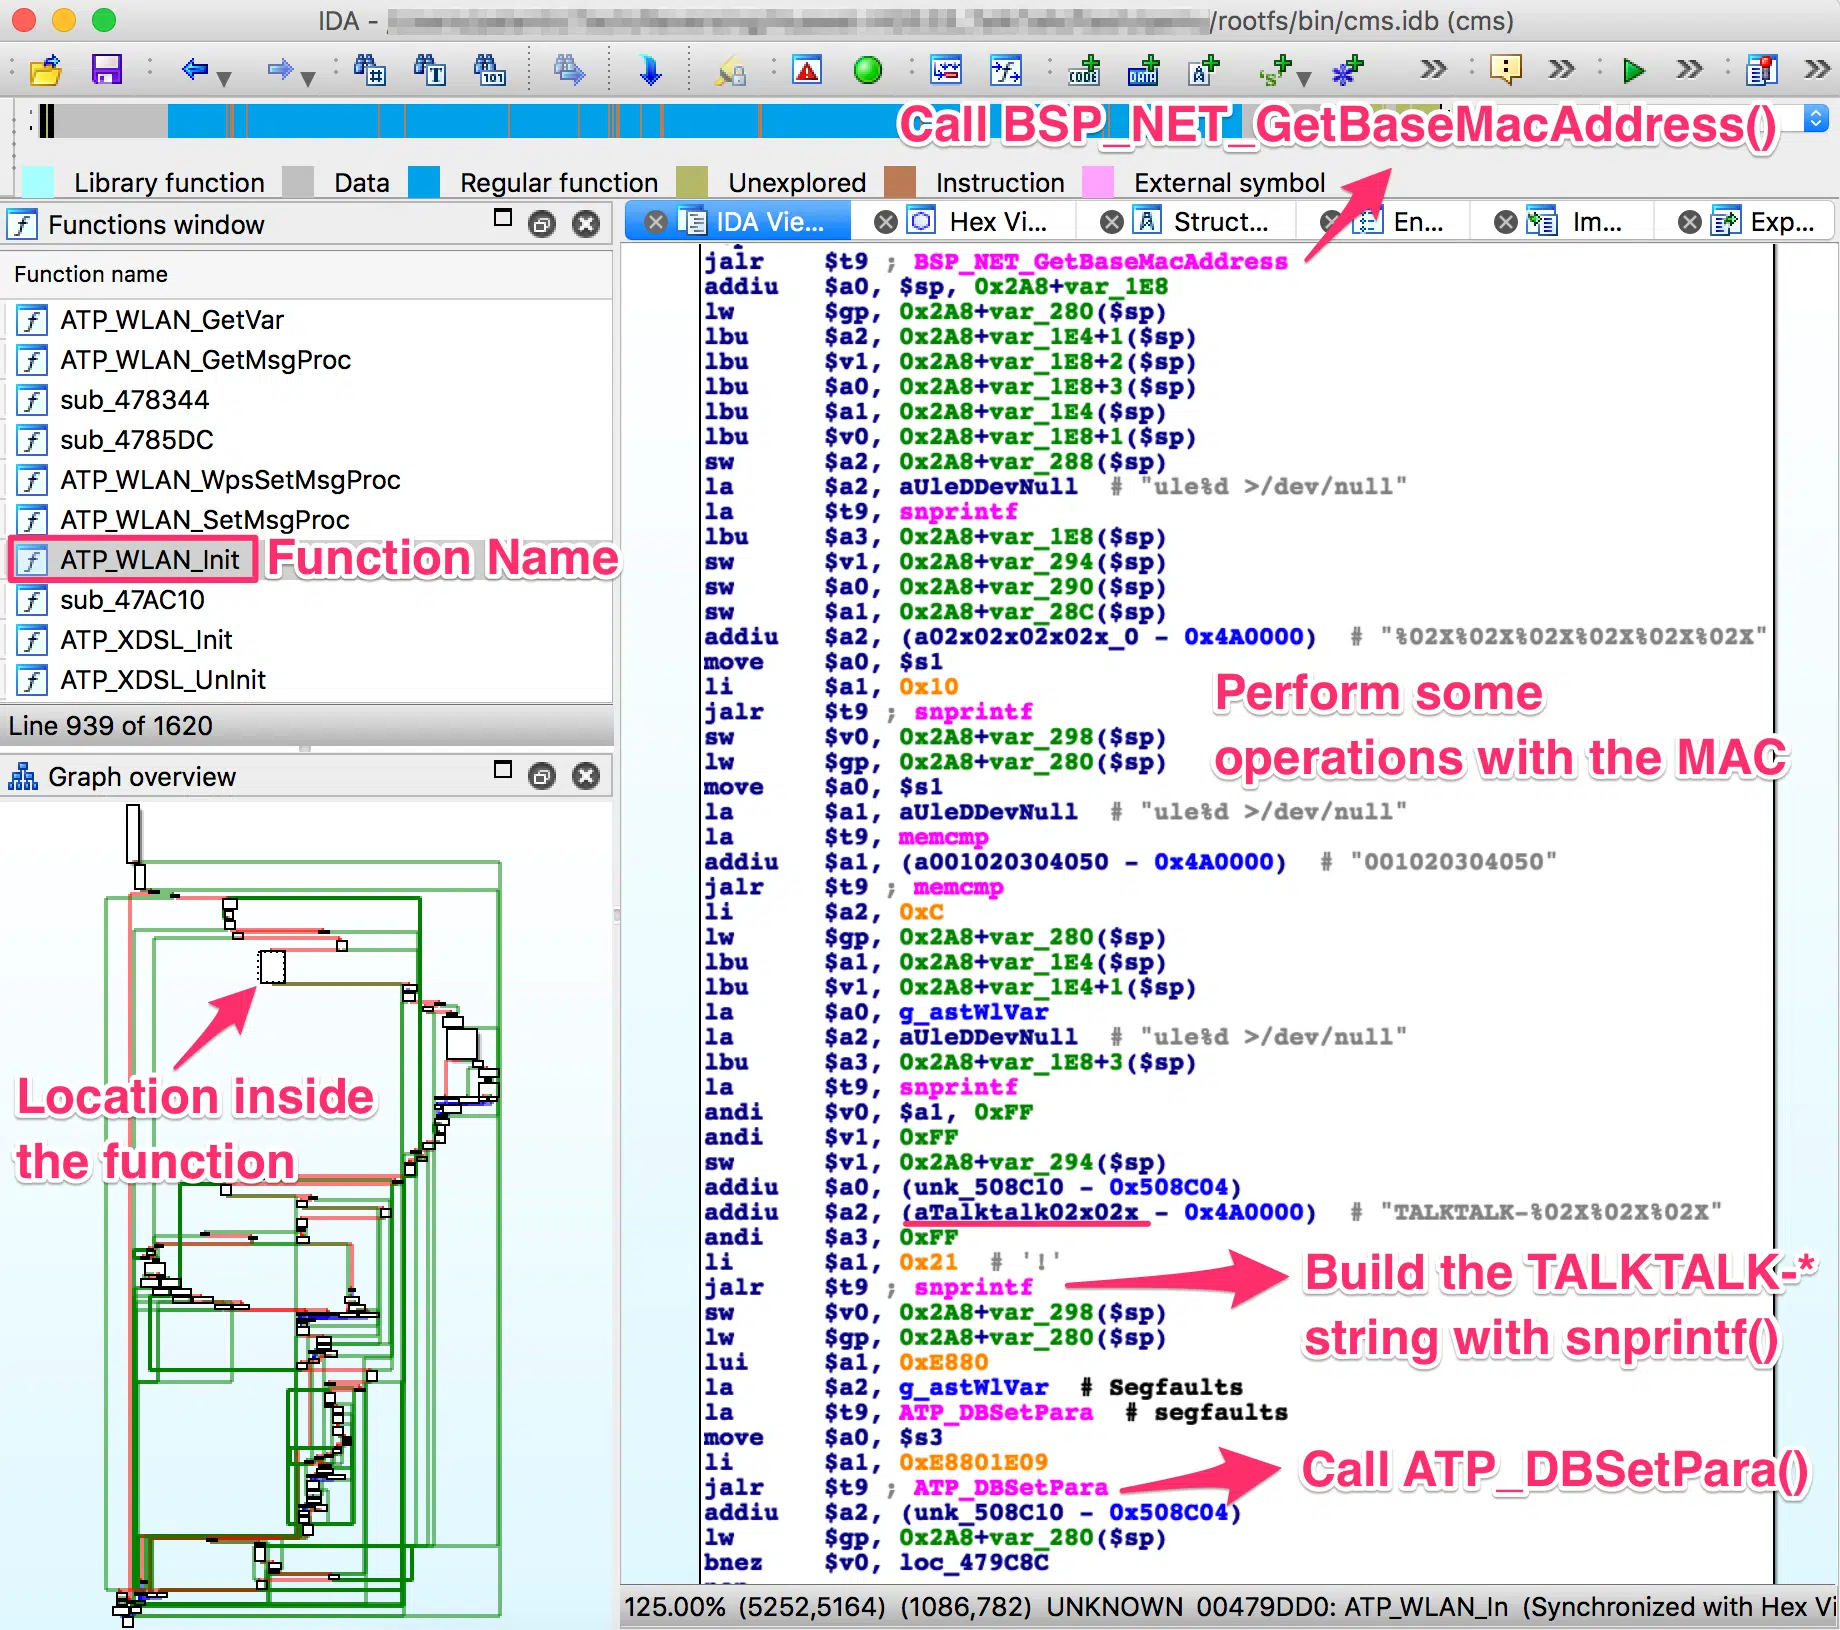 IDA - /rootfs/bin/cms.idb (cms)
Call BSP_NET_GetBaseMacAddress()
Library function Data Regular function Unexplored Instruction External symbol
Functions window
Function name
ATP_WLAN_GetVar
ATP_WLAN_GetMsgProc
sub_478344
sub_4785DC
ATP_WLAN_WpsSetMsgProc
ATP_WLAN_SetMsgProc
ATP_WLAN_Init
Function Name
sub_47AC10
ATP_XDSL_Init
ATP_XDSL_UnInit
Line 939 of 1620
Graph overview
Location inside
the function
IDA Vie... Hex Vi... Struct... En... Im... Exp...
jalr $t9 ; BSP_NET_GetBaseMacAddress
addiu $a0, $sp, 0x2A8+var_1E8
lw $gp, 0x2A8+var_280($sp)
lbu $a2, 0x2A8+var_1E4+1($sp)
lbu $v1, 0x2A8+var_1E8+2($sp)
lbu $a0, 0x2A8+var_1E8+3($sp)
lbu $a1, 0x2A8+var_1E4($sp)
lbu $v0, 0x2A8+var_1E8+1($sp)
sw $a2, 0x2A8+var_288($sp)
la $a2, aUleDDevNull # "ule%d >/dev/null"
la $t9, snprintf
lbu $a3, 0x2A8+var_1E8($sp)
sw $v1, 0x2A8+var_294($sp)
sw $a0, 0x2A8+var_290($sp)
sw $a1, 0x2A8+var_28C($sp)
addiu $a2, (a02x02x02x02x_0 - 0x4A0000) # "%02X%02X%02X%02X%02X%02X"
move $a0, $s1
li $a1, 0x10
jalr $t9 ; snprintf
sw $v0, 0x2A8+var_298($sp)
lw $gp, 0x2A8+var_280($sp)
Perform some
operations with the MAC
move $a0, $s1
la $a1, aUleDDevNull # "ule%d >/dev/null"
la $t9, memcmp
addiu $a1, (a001020304050 - 0x4A0000) # "001020304050"
jalr $t9 ; memcmp
li $a2, 0xC
lw $gp, 0x2A8+var_280($sp)
lbu $a1, 0x2A8+var_1E4($sp)
lbu $v1, 0x2A8+var_1E4+1($sp)
la $a0, g_astWlVar
la $a2, aUleDDevNull # "ule%d >/dev/null"
lbu $a3, 0x2A8+var_1E8+3($sp)
la $t9, snprintf
andi $v0, $a1, 0xFF
andi $v1, 0xFF
sw $v1, 0x2A8+var_294($sp)
addiu $a0, (unk_508C10 - 0x508C04)
addiu $a2, (aTalktalk02x02x - 0x4A0000) # "TALKTALK-%02X%02X%02X"
andi $a3, 0xFF
li $a1, 0x21 # '!'
jalr $t9 ; snprintf
sw $v0, 0x2A8+var_298($sp)
lw $gp, 0x2A8+var_280($sp)
Build the TALKTALK-*
string with snprintf()
lui $a1, 0xE880
la $a2, g_astWlVar # Segfaults
la $t9, ATP_DBSetPara # segfaults
move $a0, $s3
li $a1, 0xE8801E09
jalr $t9 ; ATP_DBSetPara
Call ATP_DBSetPara()
addiu $a2, (unk_508C10 - 0x508C04)
lw $gp, 0x2A8+var_280($sp)
bnez $v0, loc_479C8C
125.00% (5252,5164) (1086,782) UNKNOWN 00479DD0: ATP_WLAN_In (Synchronized with Hex Vi